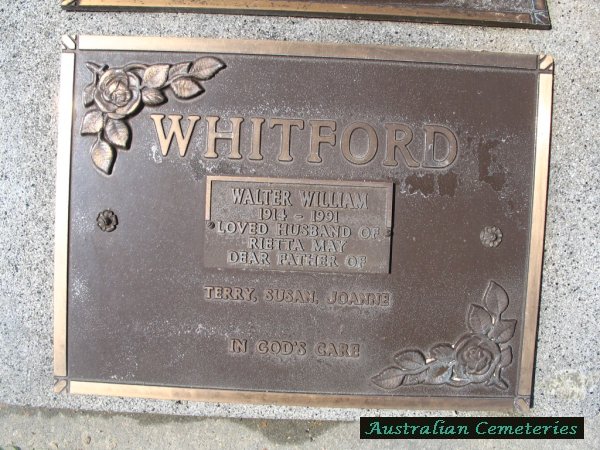 WHITFORD
WALTER WILLIAM
1914 - 1991
LOVED HUSBAND OF
RIETTA MAY
DEAR FATHER OF
TERRY, SUSAN, JOANNE
IN GOD'S CARE
Australian Cemeteries